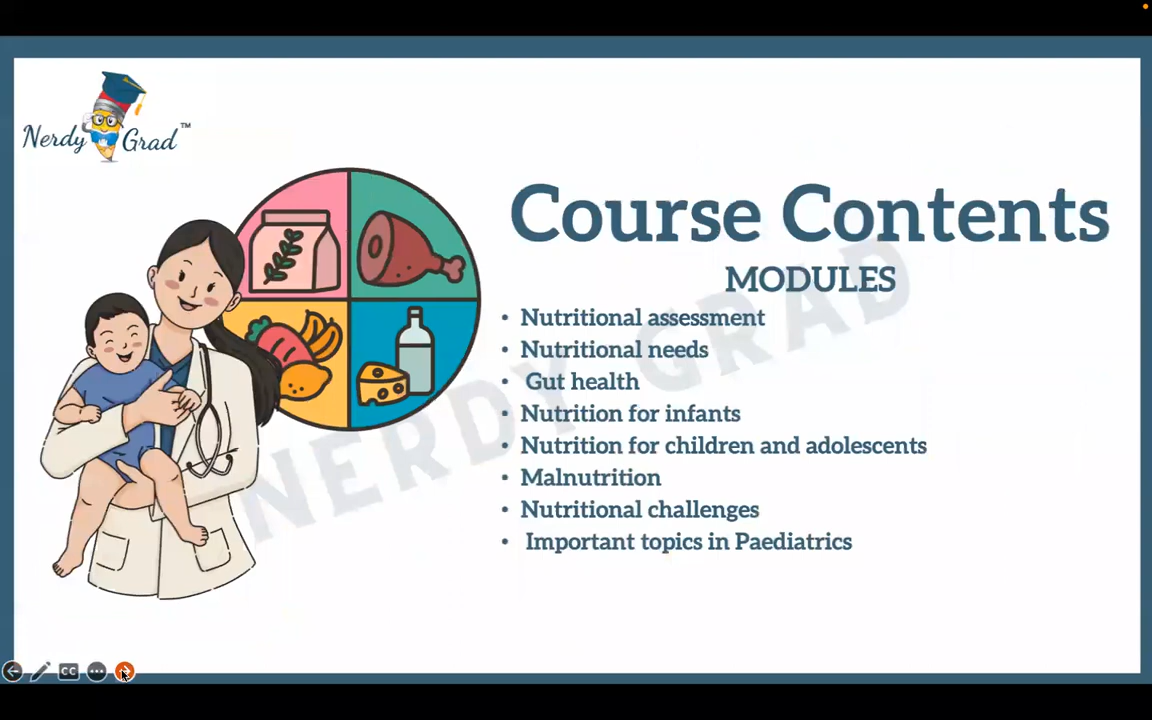 Nerdy Grad™
Course Contents
MODULES
• Nutritional assessment
• Nutritional needs
• Gut health
• Nutrition for infants
• Nutrition for children and adolescents
• Malnutrition
• Nutritional challenges
• Important topics in Paediatrics
NERDY GRAD
CC